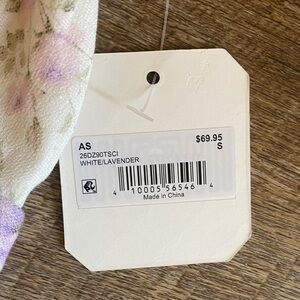 AS $69.95
26DZ90TSCI S
WHITE/LAVENDER
4 10005 56546 4
Made in China